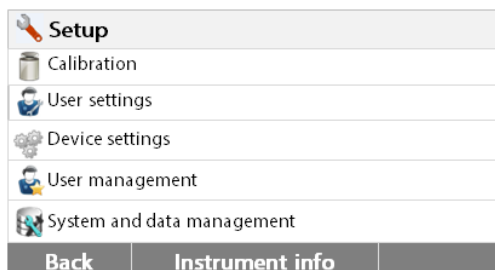 Setup
Calibration
User settings
Device settings
User management
System and data management
Back Instrument info